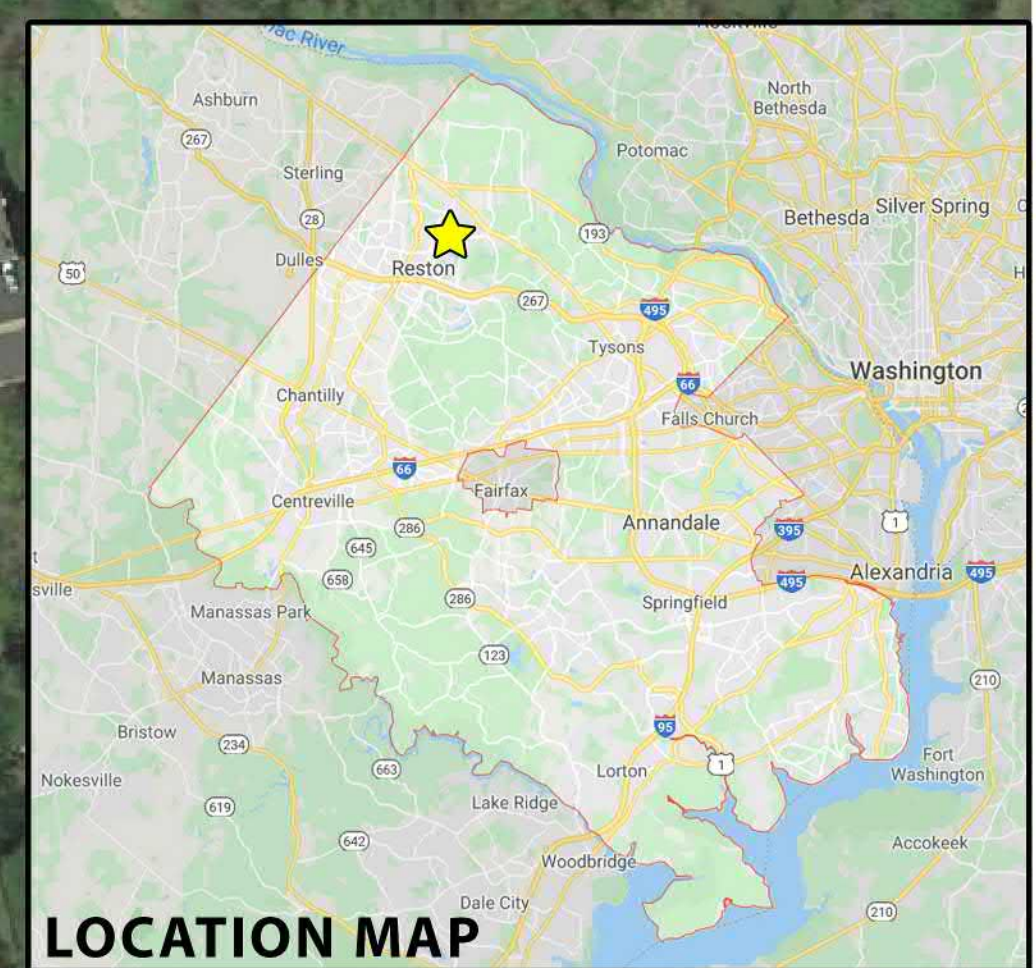 ac River
Ashburn
North
Bethesda
267
Potomac
Sterling
28
193
Bethesda
Silver Spring
Dulles
50
Reston
267
495
Tysons
Washington
66
Chantilly
Falls Church
66
Fairfax
Centreville
286
Annandale
395
1
645
658
495
Alexandria
495
sville
286
Springfield
Manassas Park
123
Manassas
210
95
Bristow
234
Fort
Washington
663
Lorton
1
Nokesville
619
Lake Ridge
642
Accokeek
Woodbridge
Dale City
210
LOCATION MAP